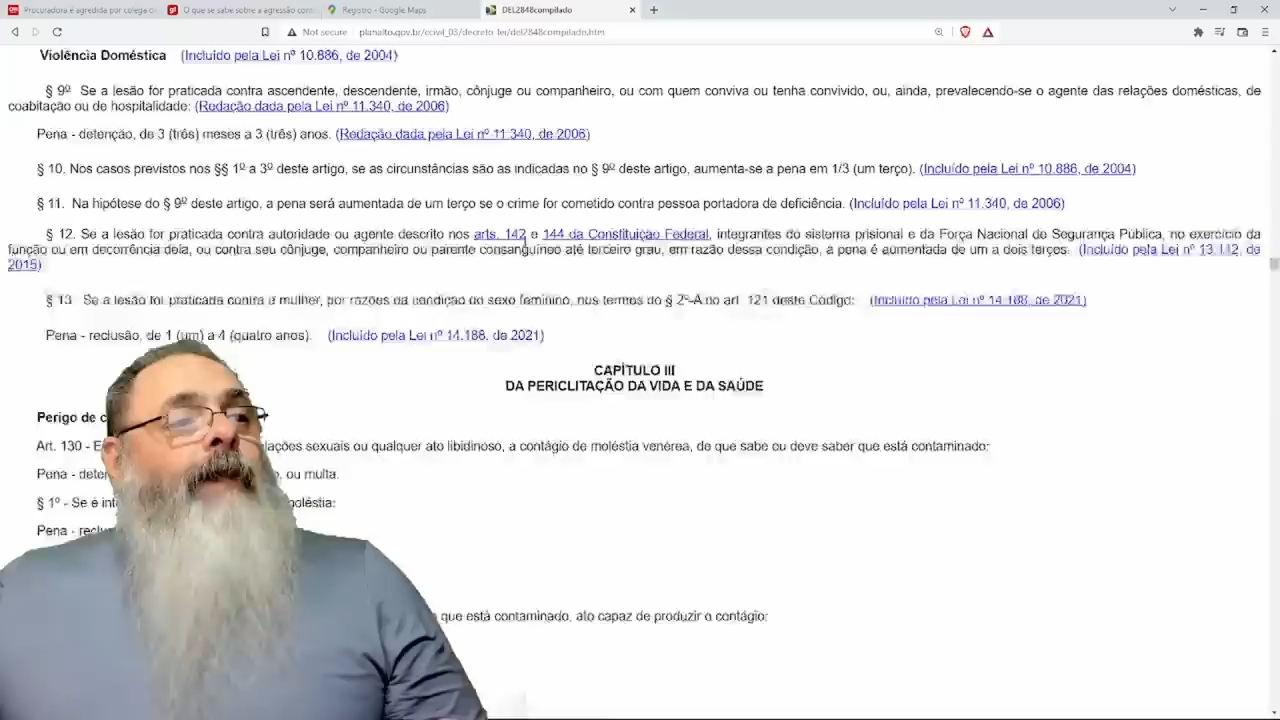 Procuradora é agredida por colega d
O que se sabe sobre a agressão cont
Registro - Google Maps
DEL2848compilado
Not secure planalto.gov.br/ccivil_03/decreto-lei/del2848compilado.htm
Violência Doméstica (Incluído pela Lei nº 10.886, de 2004)
§ 9º Se a lesão for praticada contra ascendente, descendente, irmão, cônjuge ou companheiro, ou com quem conviva ou tenha convivido, ou, ainda, prevalecendo-se o agente das relações domésticas, de
coabitação ou de hospitalidade: (Redação dada pela Lei nº 11.340, de 2006)
Pena - detenção, de 3 (três) meses a 3 (três) anos. (Redação dada pela Lei nº 11.340, de 2006)
§ 10. Nos casos previstos nos §§ 1º a 3º deste artigo, se as circunstâncias são as indicadas no § 9º deste artigo, aumenta-se a pena em 1/3 (um terço). (Incluído pela Lei nº 10.886, de 2004)
§ 11. Na hipótese do § 9º deste artigo, a pena será aumentada de um terço se o crime for cometido contra pessoa portadora de deficiência. (Incluído pela Lei nº 11.340, de 2006)
§ 12. Se a lesão for praticada contra autoridade ou agente descrito nos arts. 142 e 144 da Constituição Federal, integrantes do sistema prisional e da Força Nacional de Segurança Pública, no exercício da
função ou em decorrência dela, ou contra seu cônjuge, companheiro ou parente consanguíneo até terceiro grau, em razão dessa condição, a pena é aumentada de um a dois terços. (Incluído pela Lei nº 13.142, de
2015)
§ 13. Se a lesão for praticada contra a mulher, por razões da condição do sexo feminino, nos termos do § 2º-A do art. 121 deste Código: (Incluído pela Lei nº 14.188, de 2021)
Pena - reclusão, de 1 (um) a 4 (quatro anos). (Incluído pela Lei nº 14.188, de 2021)
CAPÍTULO III
DA PERICLITAÇÃO DA VIDA E DA SAÚDE
Perigo de c
Art. 130 - E lações sexuais ou qualquer ato libidinoso, a contágio de moléstia venérea, de que sabe ou deve saber que está contaminado:
Pena - deten , ou multa.
§ 1º - Se é inte moléstia:
Pena - reclu
que está contaminado, ato capaz de produzir o contágio: